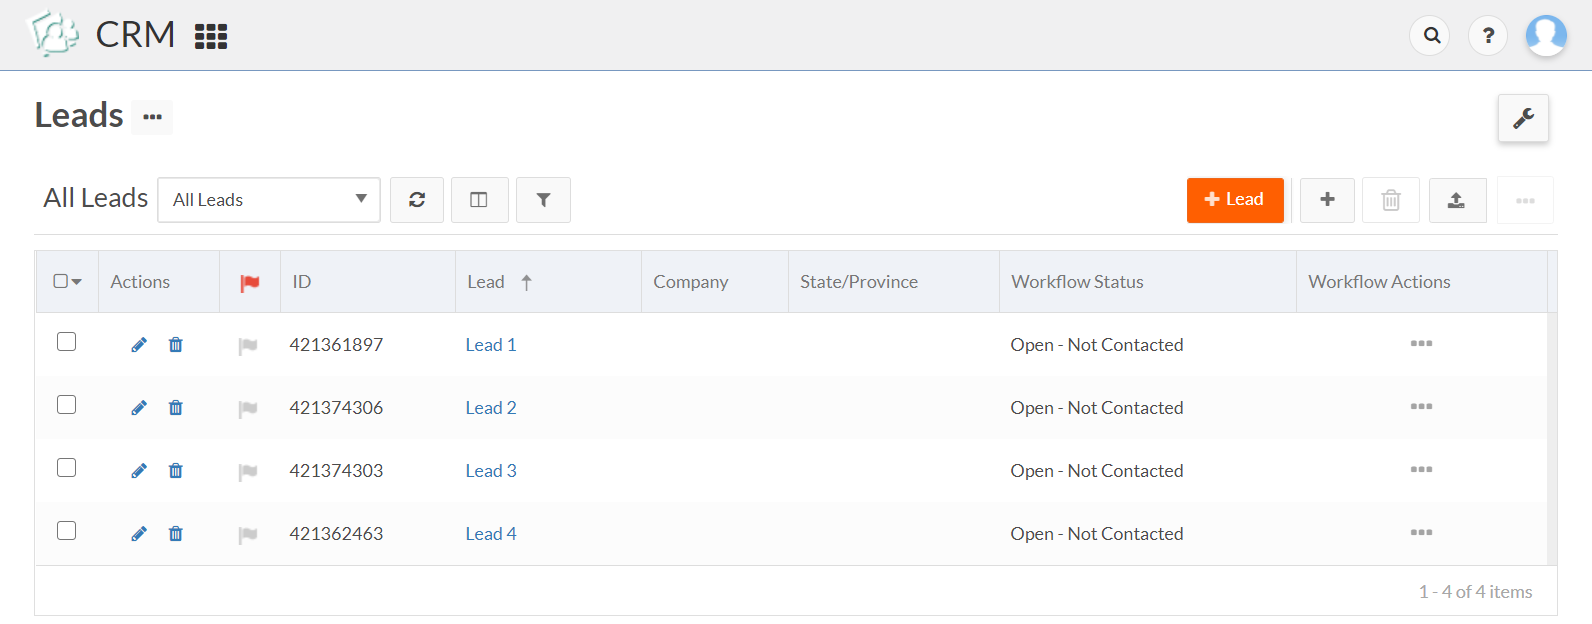 CRM
?
Leads
All Leads All Leads
Lead
Actions ID Lead Company State/Province Workflow Status Workflow Actions
421361897 Lead 1 Open - Not Contacted
421374306 Lead 2 Open - Not Contacted
421374303 Lead 3 Open - Not Contacted
421362463 Lead 4 Open - Not Contacted
1 - 4 of 4 items